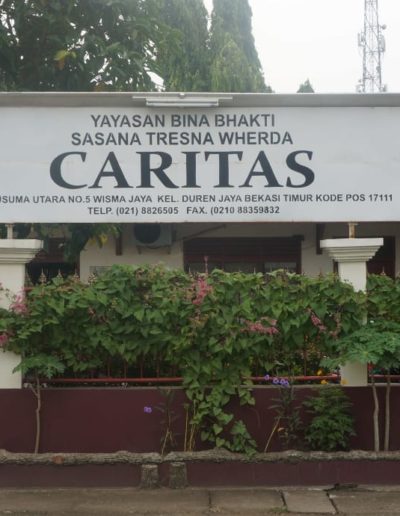 YAYASAN BINA BHAKTI
SASANA TRESNA WHERDA
CARITAS
USUMA UTARA NO.5 WISMA JAYA KEL. DUREN JAYA BEKASI TIMUR KODE POS 17111
TELP. (021) 8826505 FAX. (0210 88359832